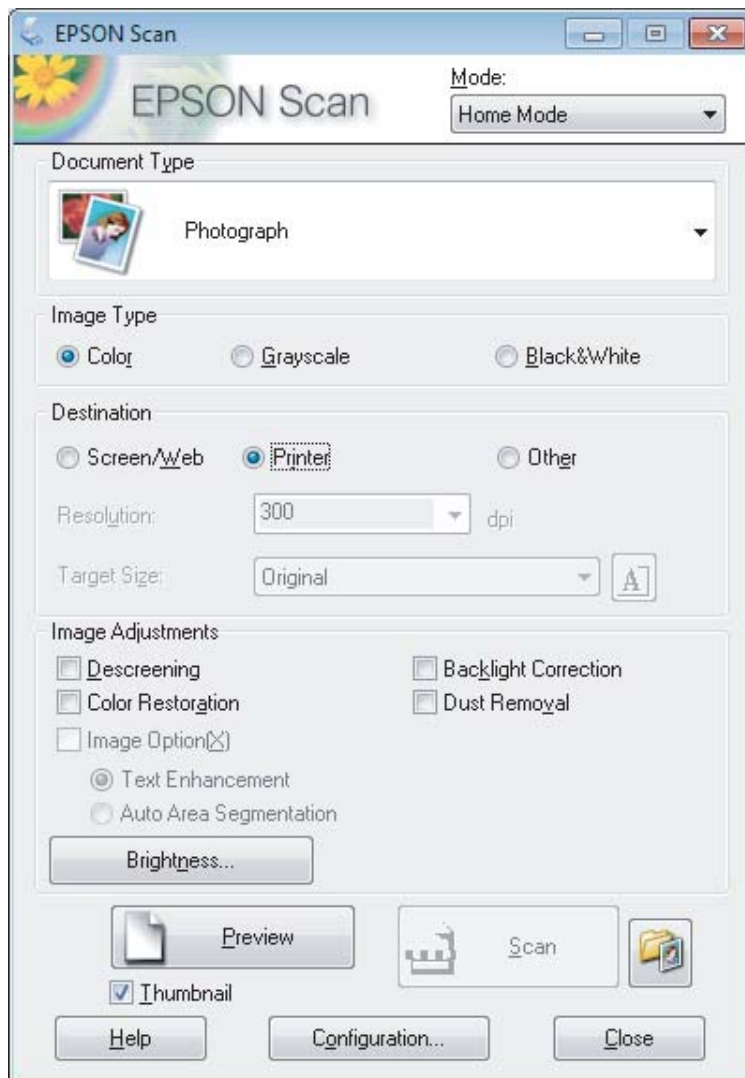 EPSON Scan
EPSON Scan
Mode:
Home Mode
Document Type
Photograph
Image Type
Color Grayscale Black&White
Destination
Screen/Web Printer Other
Resolution: 300 dpi
Target Size: Original A
Image Adjustments
Descreening Backlight Correction
Color Restoration Dust Removal
Image Option(X)
Text Enhancement
Auto Area Segmentation
Brightness...
Preview Scan
Thumbnail
Help Configuration... Close